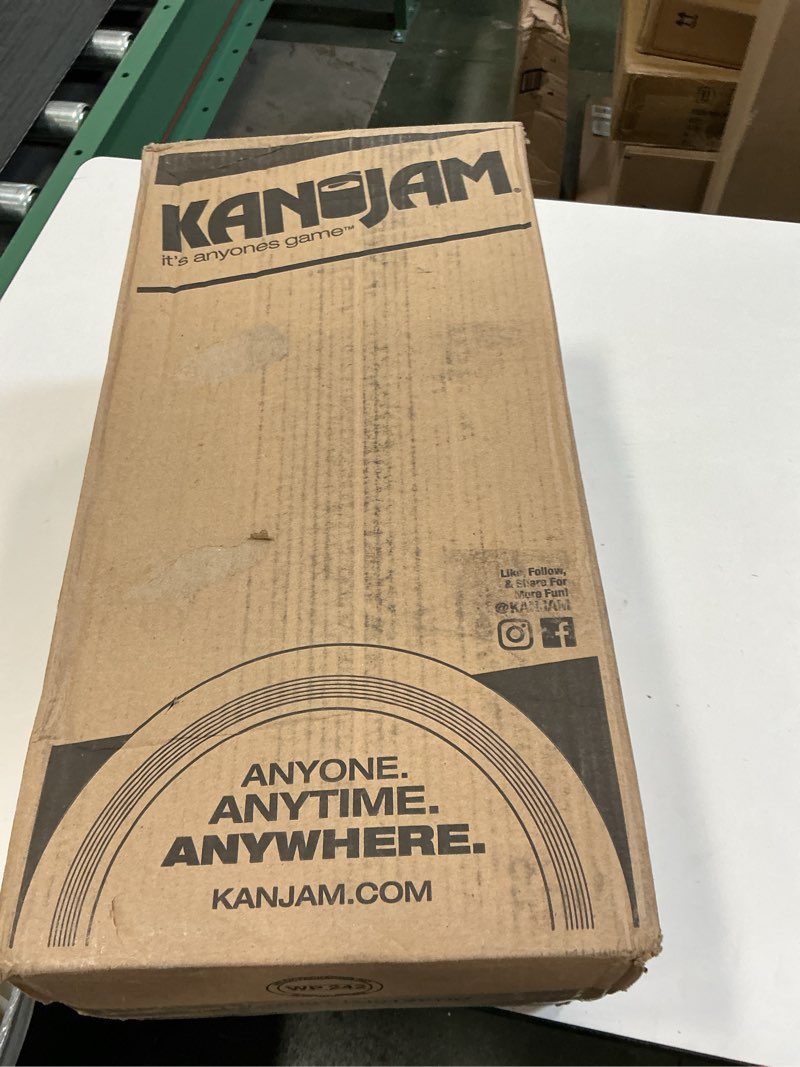 KANJAM®
it's anyones game™
Like, Follow,
& Share For
More Fun!
@KANJAM
ANYONE.
ANYTIME.
ANYWHERE.
KANJAM.COM
WP 242